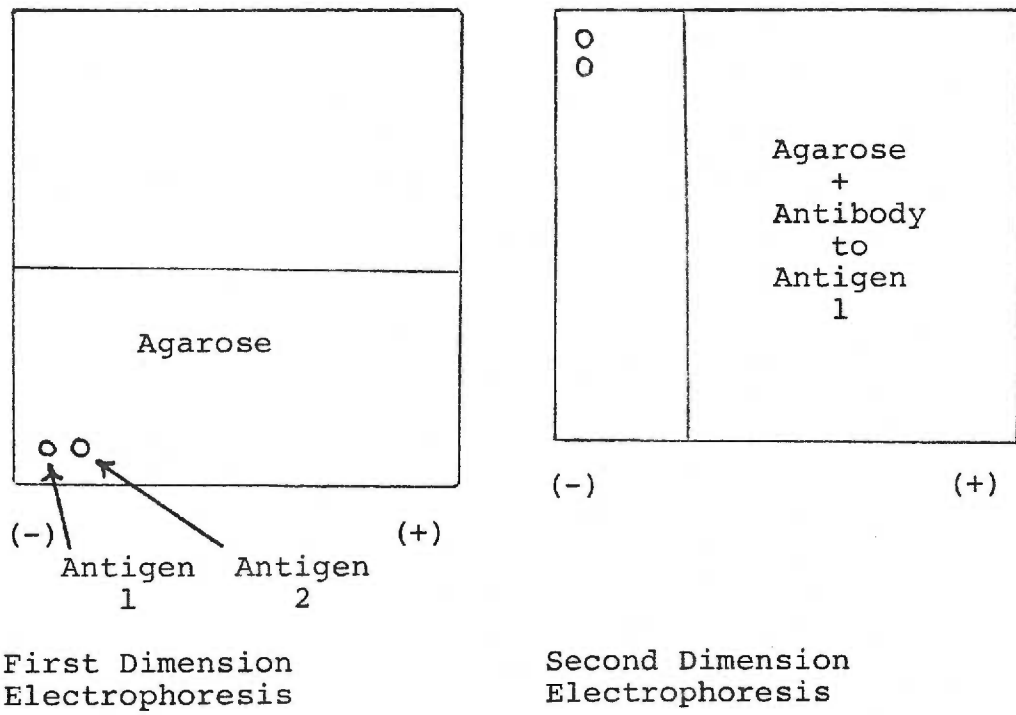 Agarose
(-)
(+)
Antigen
1
Antigen
2
First Dimension
Electrophoresis
Agarose
+
Antibody
to
Antigen
1
(-)
(+)
Second Dimension
Electrophoresis